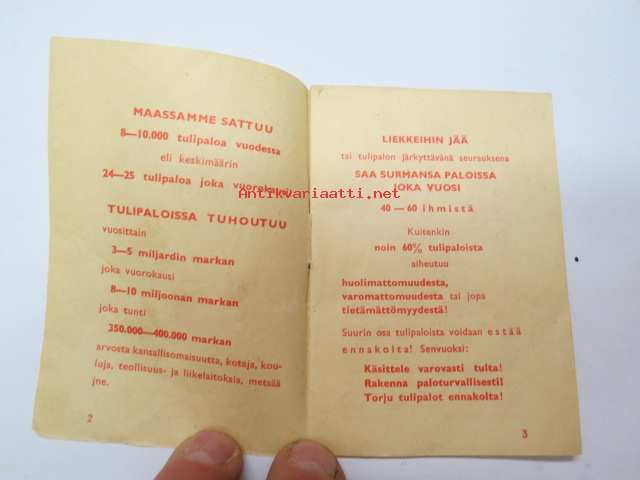 MAASSAMME SATTUU
8—10.000 tulipaloa vuodessa
eli keskimäärin
24—25 tulipaloa joka vuorokausi
TULIPALOISSA TUHOUTUU
vuosittain
3—5 miljardin markan
joka vuorokausi
8—10 miljoonan markan
joka tunti
350.000—400.000 markan
arvosta kansallisomaisuutta, koteja, kou-
luja, teollisuus- ja liikelaitoksia, metsää
jne.
2
LIEKKEIHIN JÄÄ
tai tulipalon järkyttävänä seurauksena
SAA SURMANSA PALOISSA
JOKA VUOSI
40—60 ihmistä
Kuitenkin
noin 60% tulipaloista
aiheutuu
huolimattomuudesta,
varomattomuudesta tai jopa
tietämättömyydestä!
Suurin osa tulipaloista voidaan estää
ennakolta! Senvuoksi:
Käsittele varovasti tulta!
Rakenna paloturvallisesti!
Torju tulipalot ennakolta!
3
Antikvariaatti.net